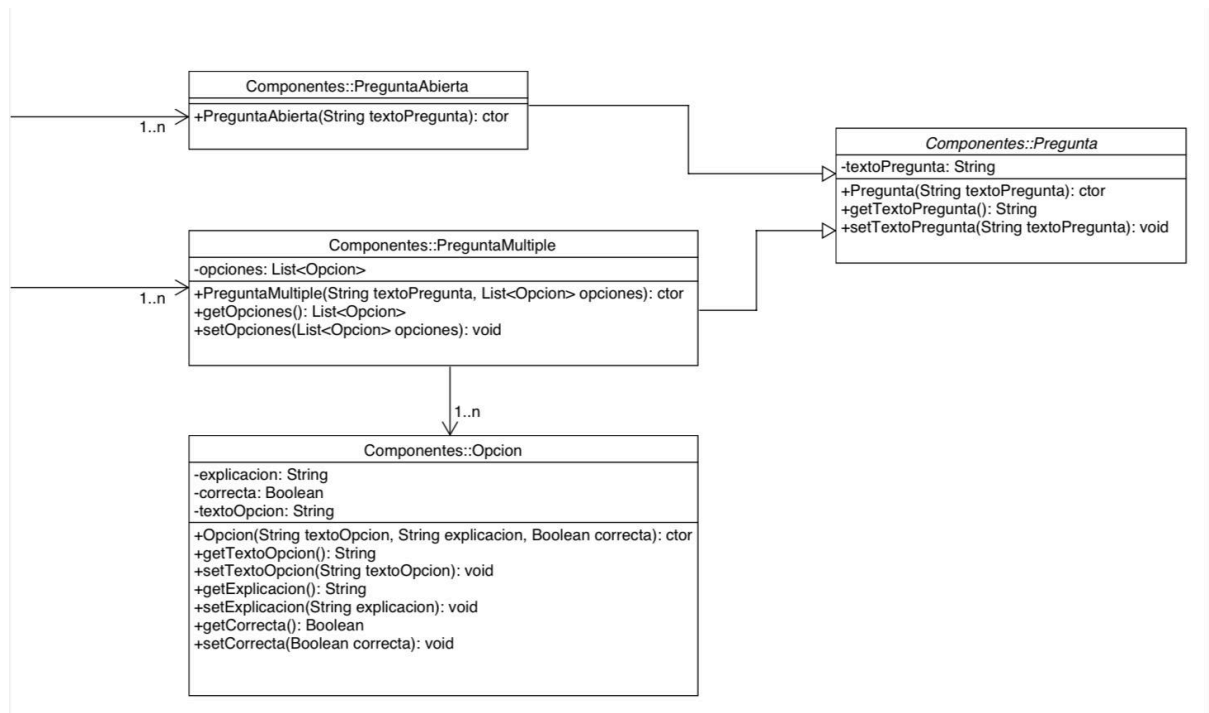 Componentes::PreguntaAbierta
+PreguntaAbierta(String textoPregunta): ctor
1..n
Componentes::Pregunta
-textoPregunta: String
+Pregunta(String textoPregunta): ctor
+getTextoPregunta(): String
+setTextoPregunta(String textoPregunta): void
Componentes::PreguntaMultiple
-opciones: List<Opcion>
+PreguntaMultiple(String textoPregunta, List<Opcion> opciones): ctor
+getOpciones(): List<Opcion>
+setOpciones(List<Opcion> opciones): void
1..n
1..n
Componentes::Opcion
-explicacion: String
-correcta: Boolean
-textoOpcion: String
+Opcion(String textoOpcion, String explicacion, Boolean correcta): ctor
+getTextoOpcion(): String
+setTextoOpcion(String textoOpcion): void
+getExplicacion(): String
+setExplicacion(String explicacion): void
+getCorrecta(): Boolean
+setCorrecta(Boolean correcta): void